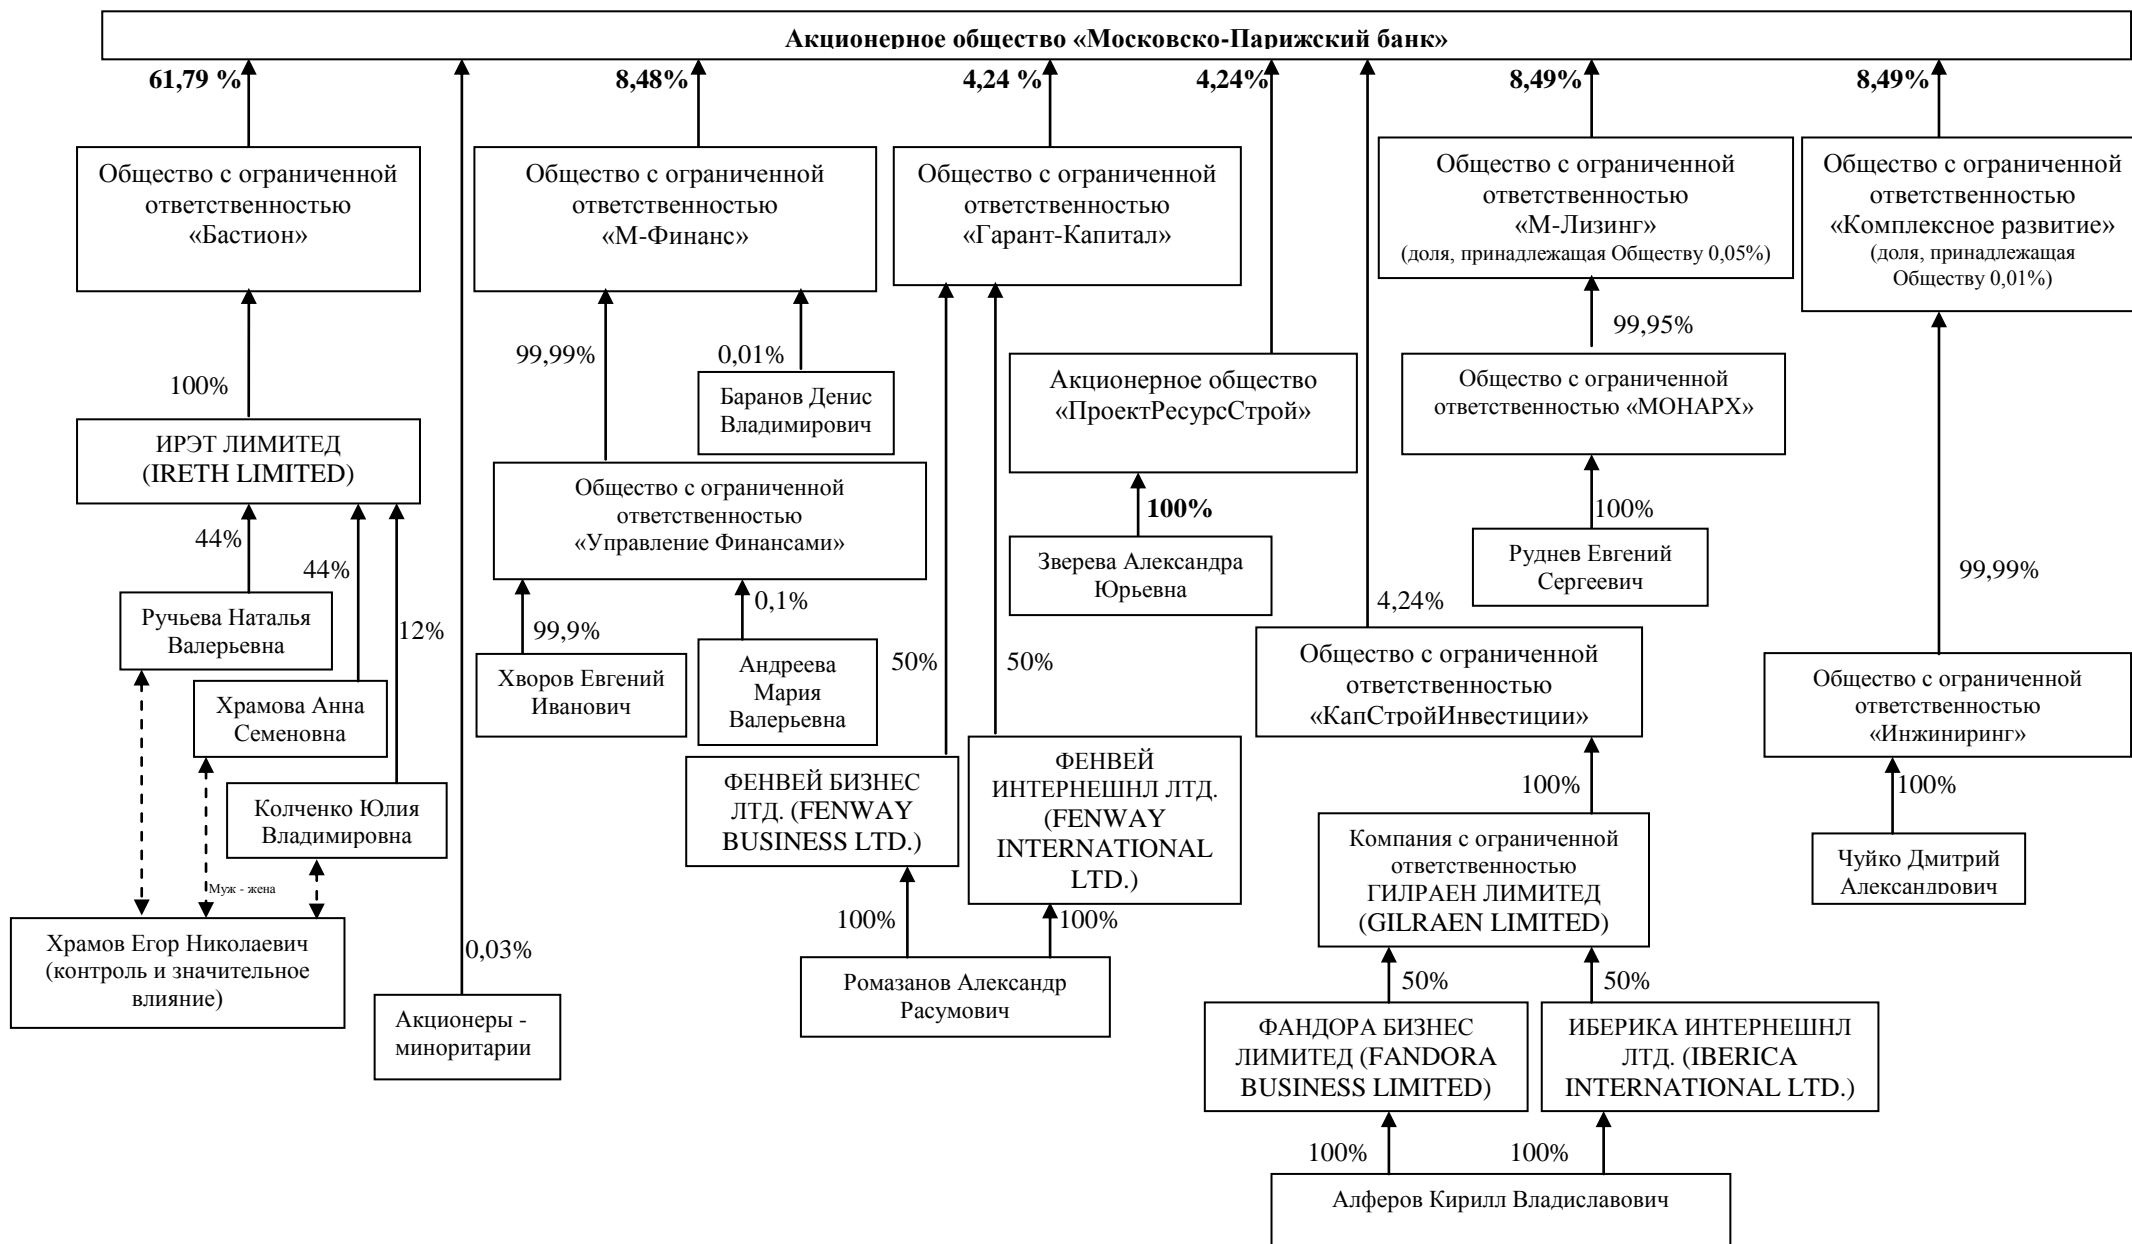 Акционерное общество «Московско-Парижский банк»
61,79 %
8,48%
4,24 %
4,24%
8,49%
8,49%
Общество с ограниченной
ответственностью
«Бастион»
Общество с ограниченной
ответственностью
«М-Финанс»
Общество с ограниченной
ответственностью
«Гарант-Капитал»
Общество с ограниченной
ответственностью
«М-Лизинг»
(доля, принадлежащая Обществу 0,05%)
Общество с ограниченной
ответственностью
«Комплексное развитие»
(доля, принадлежащая
Обществу 0,01%)
100%
99,99%
0,01%
99,95%
Баранов Денис
Владимирович
Акционерное общество
«ПроектРесурсСтрой»
Общество с ограниченной
ответственностью «МОНАРХ»
ИРЭТ ЛИМИТЕД
(IRETH LIMITED)
Общество с ограниченной
ответственностью
«Управление Финансами»
100%
100%
44%
44%
12%
Зверева Александра
Юрьевна
Руднев Евгений
Сергеевич
99,99%
Ручьева Наталья
Валерьевна
99,9%
0,1%
4,24%
Храмова Анна
Семеновна
Хворов Евгений
Иванович
Андреева
Мария
Валерьевна
50%
50%
Общество с ограниченной
ответственностью
«КапСтройИнвестиции»
Общество с ограниченной
ответственностью
«Инжиниринг»
Колченко Юлия
Владимировна
ФЕНВЕЙ БИЗНЕС
ЛТД. (FENWAY
BUSINESS LTD.)
ФЕНВЕЙ
ИНТЕРНЕШНЛ ЛТД.
(FENWAY
INTERNATIONAL
LTD.)
100%
100%
Муж - жена
Компания с ограниченной
ответственностью
ГИЛРАЕН ЛИМИТЕД
(GILRAEN LIMITED)
Чуйко Дмитрий
Александрович
Храмов Егор Николаевич
(контроль и значительное
влияние)
0,03%
100%
100%
Акционеры -
миноритарии
Ромазанов Александр
Расумович
50%
50%
ФАНДОРА БИЗНЕС
ЛИМИТЕД (FANDORA
BUSINESS LIMITED)
ИБЕРИКА ИНТЕРНЕШНЛ
ЛТД. (IBERICA
INTERNATIONAL LTD.)
100%
100%
Алферов Кирилл Владиславович